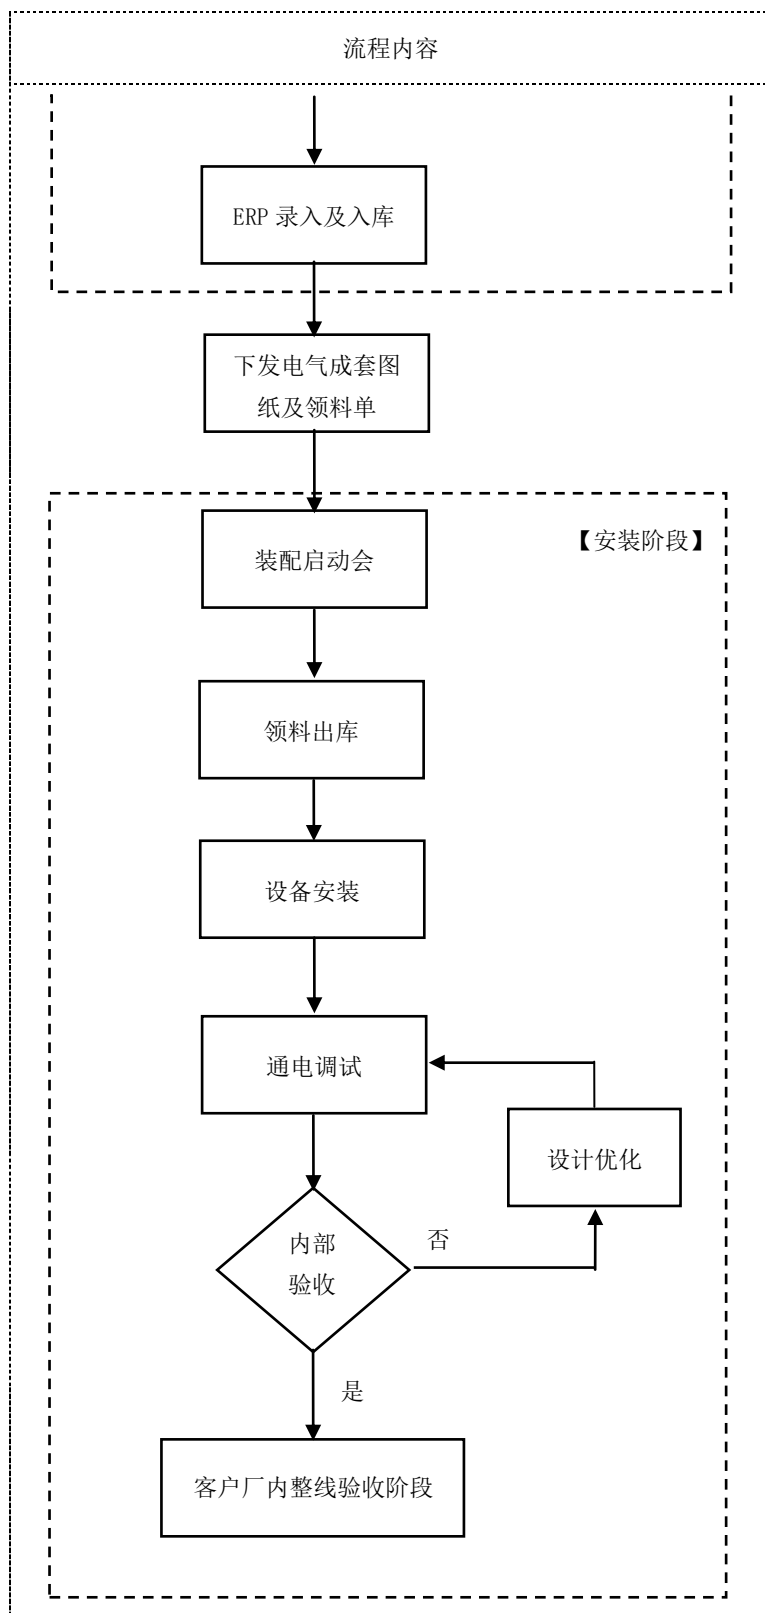 流程内容
ERP 录入及入库
下发电气成套图
纸及领料单
【安装阶段】
装配启动会
领料出库
设备安装
通电调试
设计优化
内部
验收
否
是
客户厂内整线验收阶段